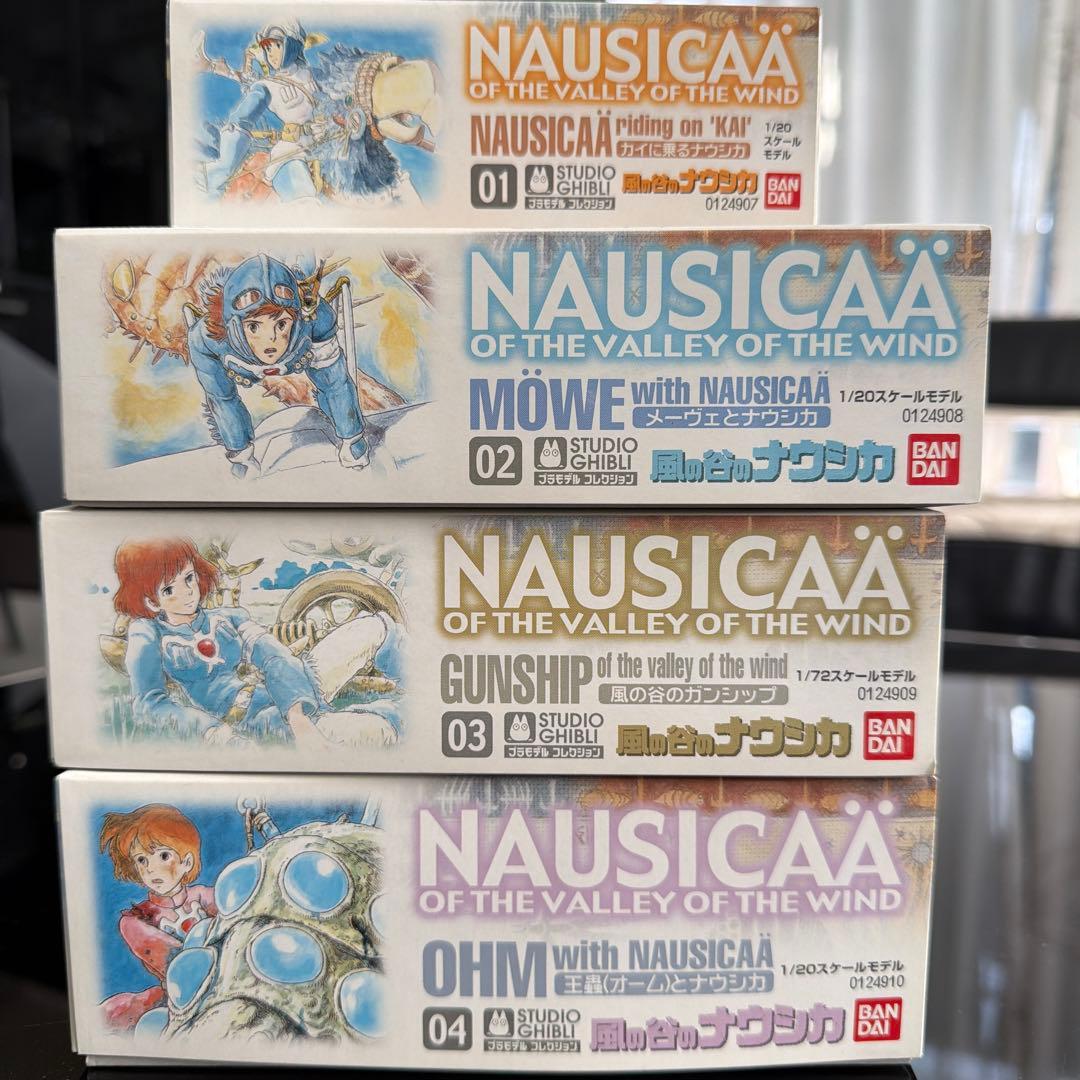 NAUSICAÄ
OF THE VALLEY OF THE WIND
NAUSICAÄ riding on 'KAI'
カイに乗るナウシカ
1/20
スケール
モデル
01
STUDIO
GHIBLI
プラモデル コレクション
風の谷のナウシカ
0124907
BAN
DAI
NAUSICAÄ
OF THE VALLEY OF THE WIND
MÖWE with NAUSICAÄ
メーヴェとナウシカ
1/20スケールモデル
0124908
02
STUDIO
GHIBLI
プラモデル コレクション
風の谷のナウシカ
BAN
DAI
NAUSICAÄ
OF THE VALLEY OF THE WIND
GUNSHIP of the valley of the wind
風の谷のガンシップ
1/72スケールモデル
0124909
03
STUDIO
GHIBLI
プラモデル コレクション
風の谷のナウシカ
BAN
DAI
NAUSICAÄ
OF THE VALLEY OF THE WIND
OHM with NAUSICAÄ
王蟲(オーム)とナウシカ
1/20スケールモデル
0124910
04
STUDIO
GHIBLI
プラモデル コレクション
風の谷のナウシカ
BAN
DAI